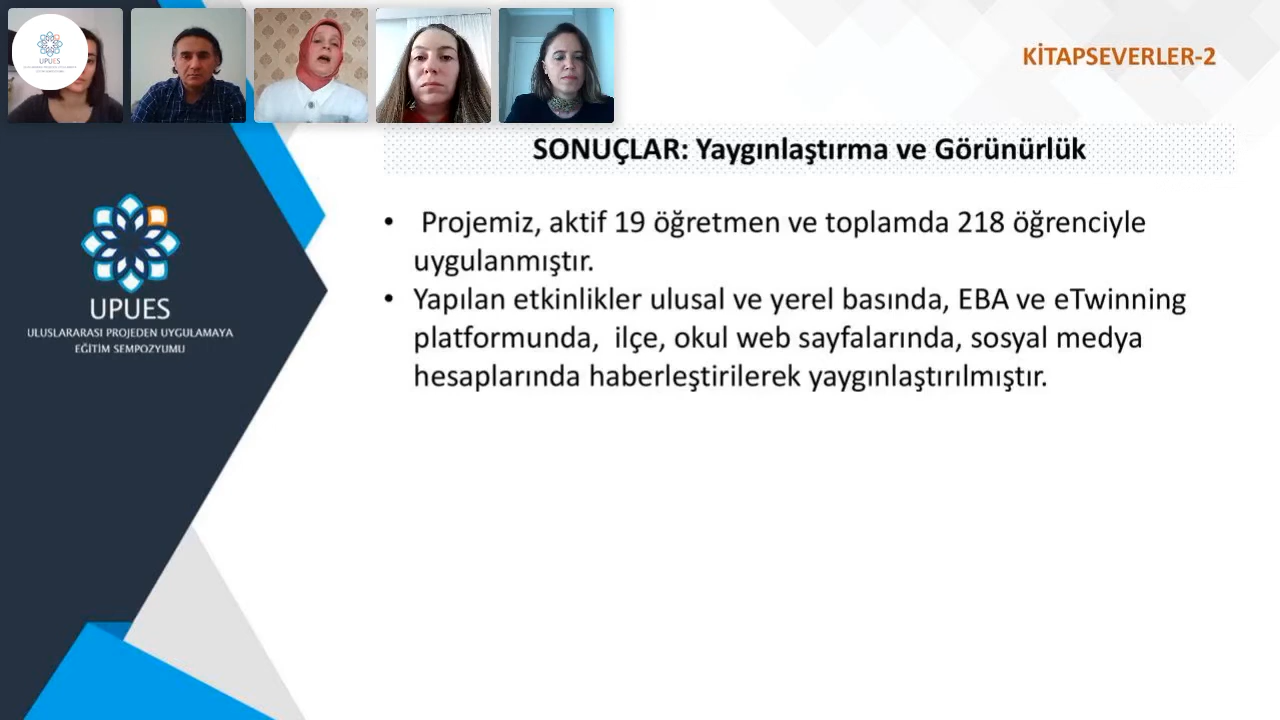 UPUES
KİTAPSEVERLER-2
SONUÇLAR: Yaygınlaştırma ve Görünürlük
• Projemiz, aktif 19 öğretmen ve toplamda 218 öğrenciyle
uygulanmıştır.
• Yapılan etkinlikler ulusal ve yerel basında, EBA ve eTwinning
platformunda, ilçe, okul web sayfalarında, sosyal medya
hesaplarında haberleştirilerek yaygınlaştırılmıştır.
UPUES
ULUSLARARASI PROJEDEN UYGULAMAYA
EĞİTİM SEMPOZYUMU